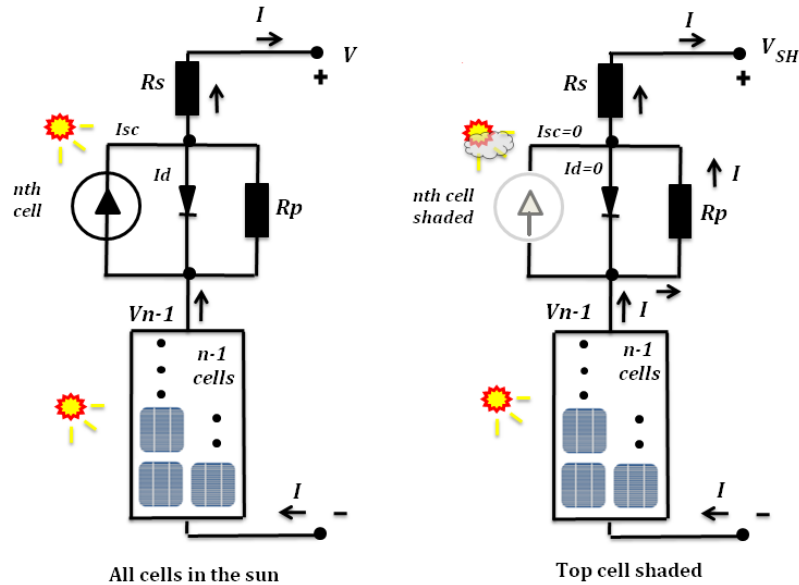 I
V
+
Rs
Isc
Id
nth
cell
Rp
Vn-1
n-1
cells
I
−
All cells in the sun
I
V_SH
+
Rs
Isc=0
Id=0
nth cell
shaded
I
Rp
Vn-1
I
n-1
cells
I
−
Top cell shaded